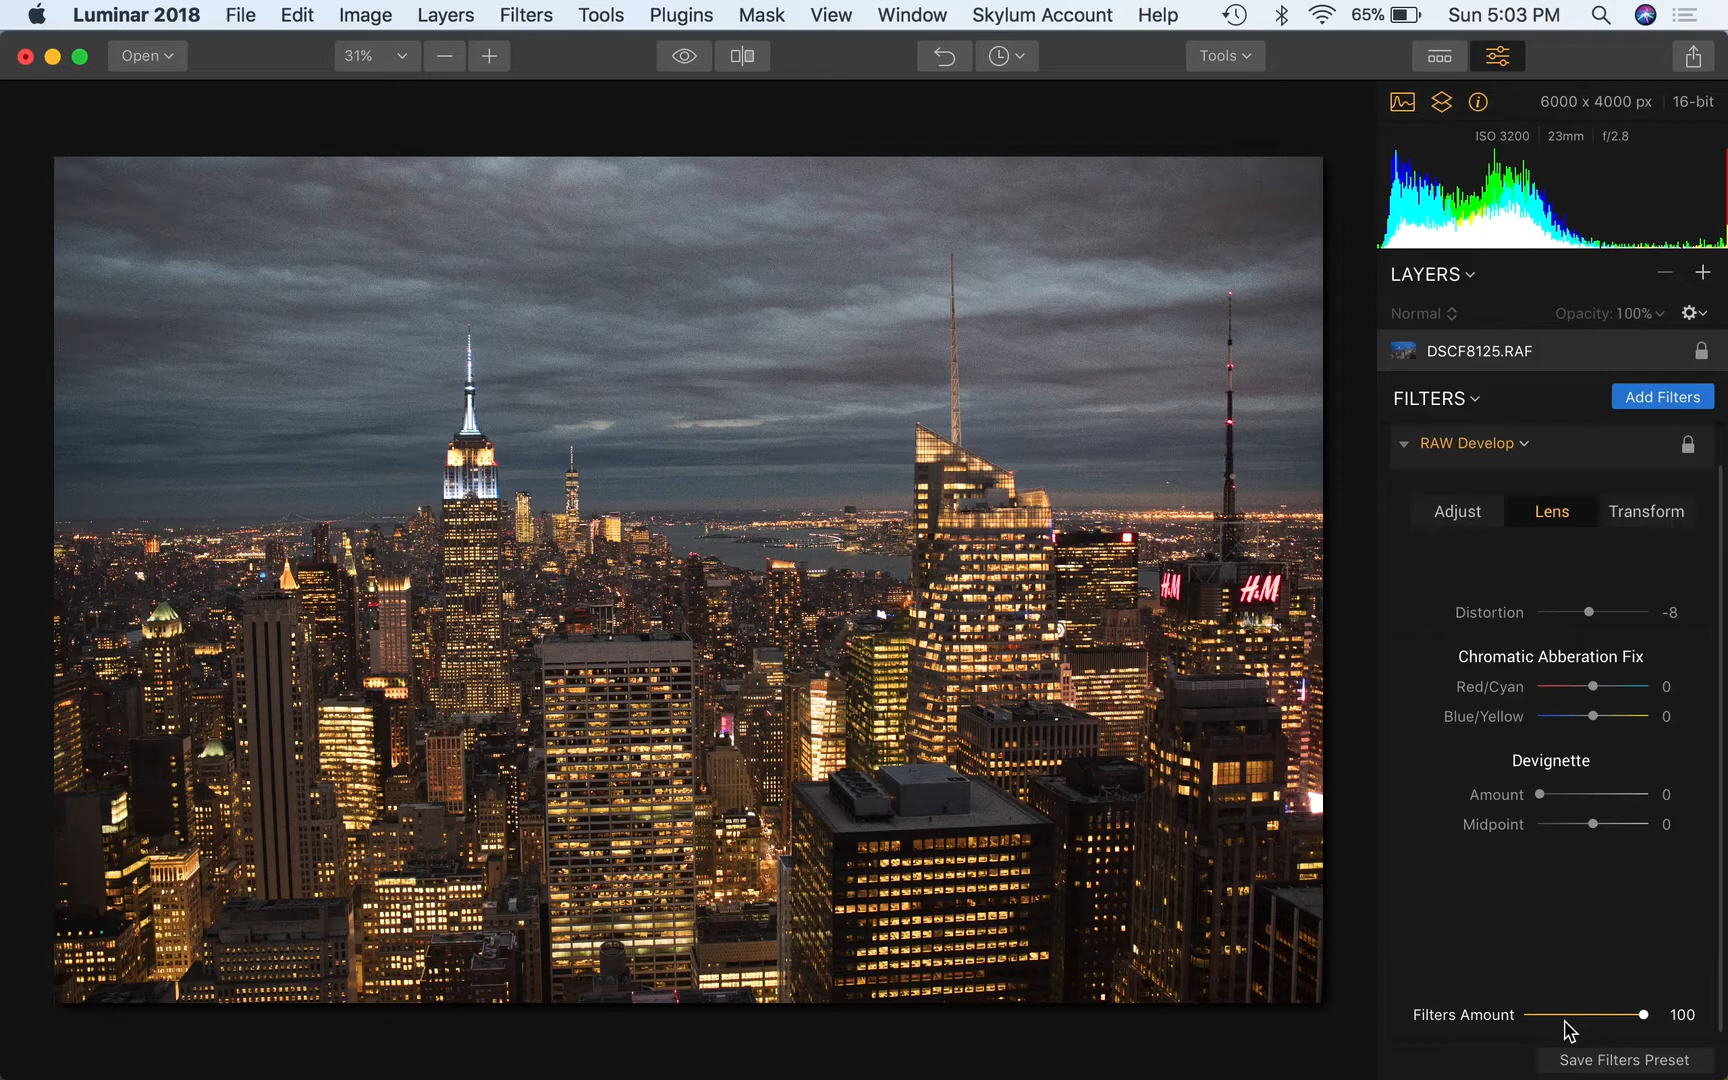 Luminar 2018 File Edit Image Layers Filters Tools Plugins Mask View Window Skylum Account Help 65% Sun 5:03 PM
Open 31% Tools
6000 x 4000 px 16-bit
ISO 3200 23mm f/2.8
LAYERS
Normal Opacity: 100%
DSCF8125.RAF
FILTERS Add Filters
RAW Develop
Adjust Lens Transform
H&M H&M
Distortion -8
Chromatic Abberation Fix
Red/Cyan 0
Blue/Yellow 0
Devignette
Amount 0
Midpoint 0
Filters Amount 100
Save Filters Preset